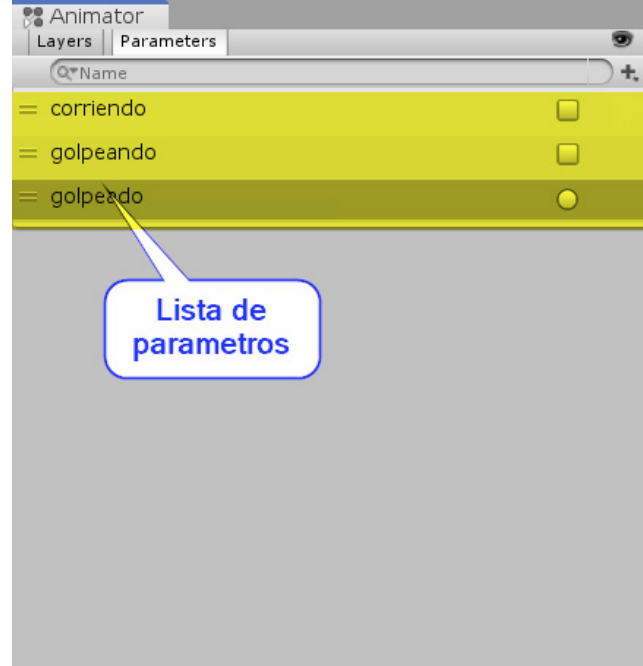 Animator
Layers Parameters
Name
corriendo
golpeando
golpeado
Lista de
parametros